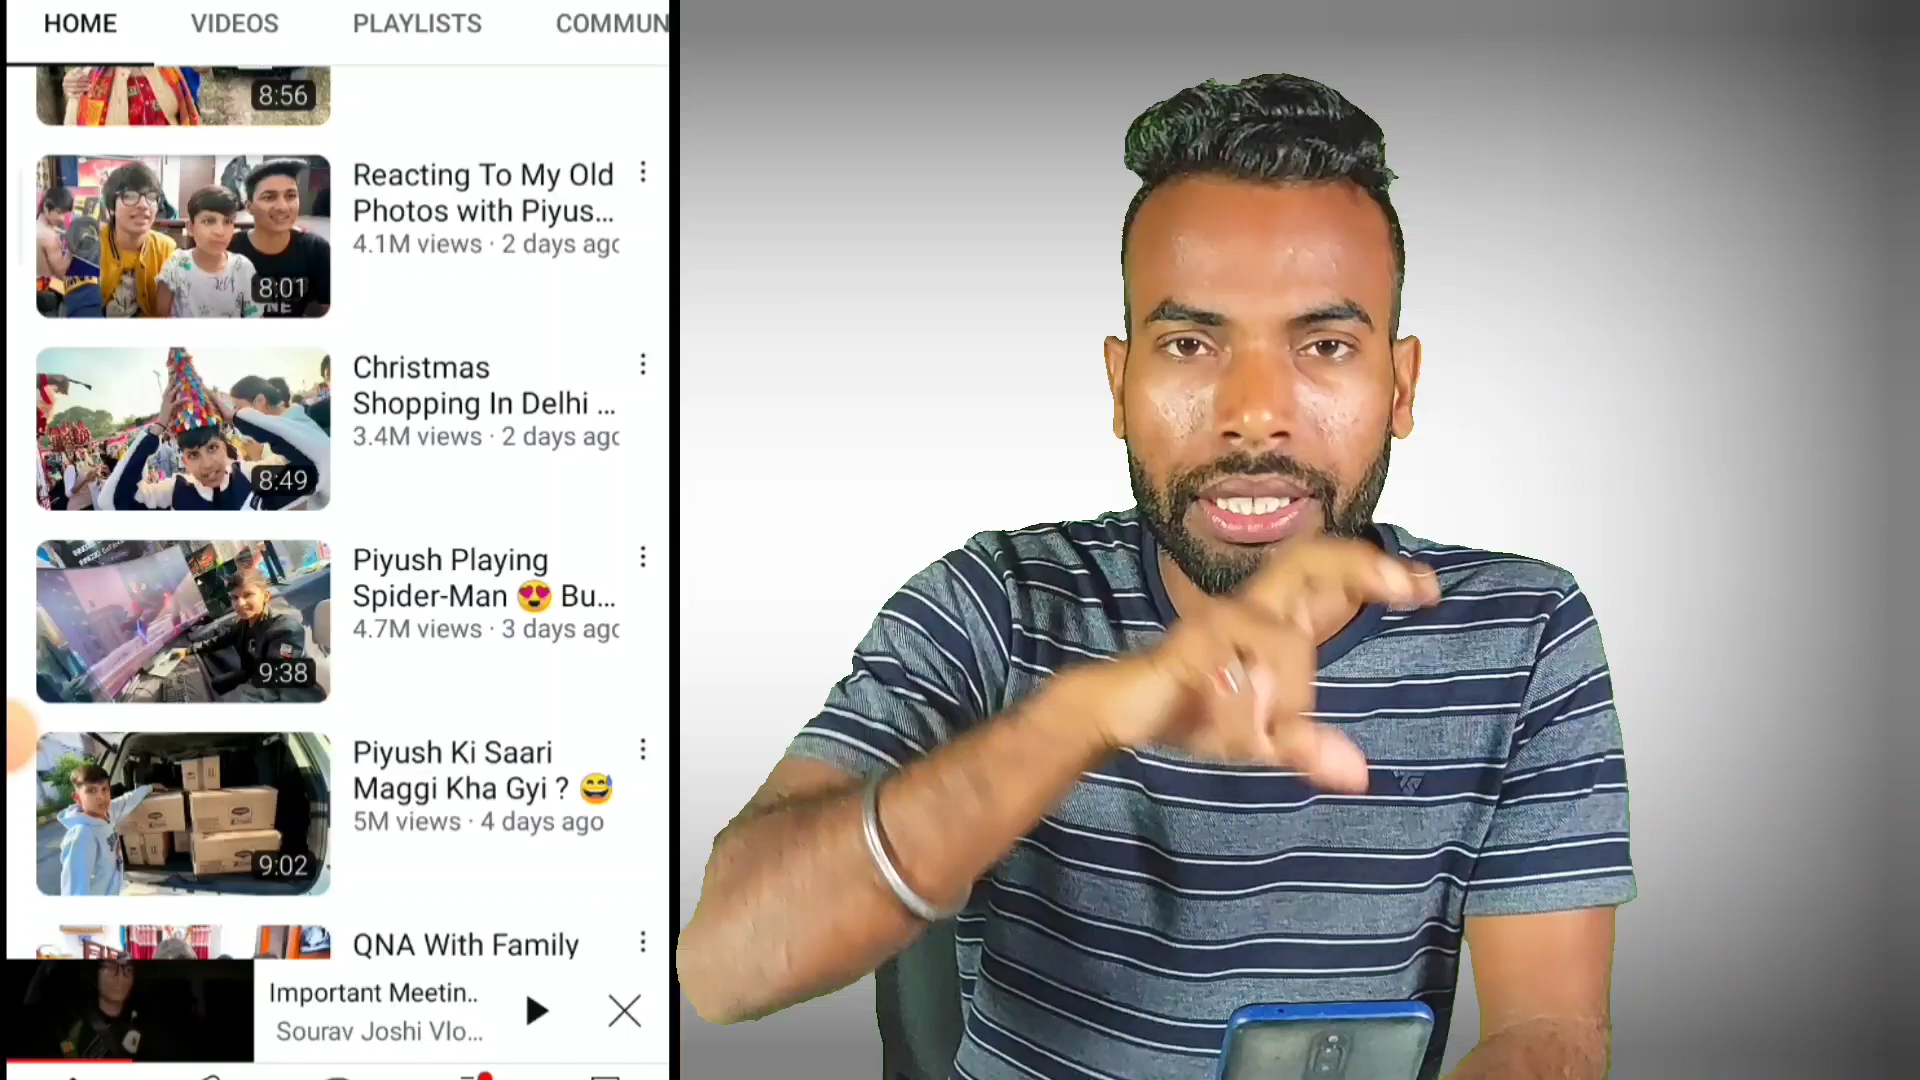 HOME VIDEOS PLAYLISTS COMMUN
8:56
Reacting To My Old
Photos with Piyus...
4.1M views · 2 days ago
8:01
NE
Christmas
Shopping In Delhi ...
3.4M views · 2 days ago
8:49
Piyush Playing
Spider-Man 😍 Bu...
4.7M views · 3 days ago
9:38
Piyush Ki Saari
Maggi Kha Gyi ? 😅
5M views · 4 days ago
9:02
QNA With Family
Important Meetin..
Sourav Joshi Vlo...